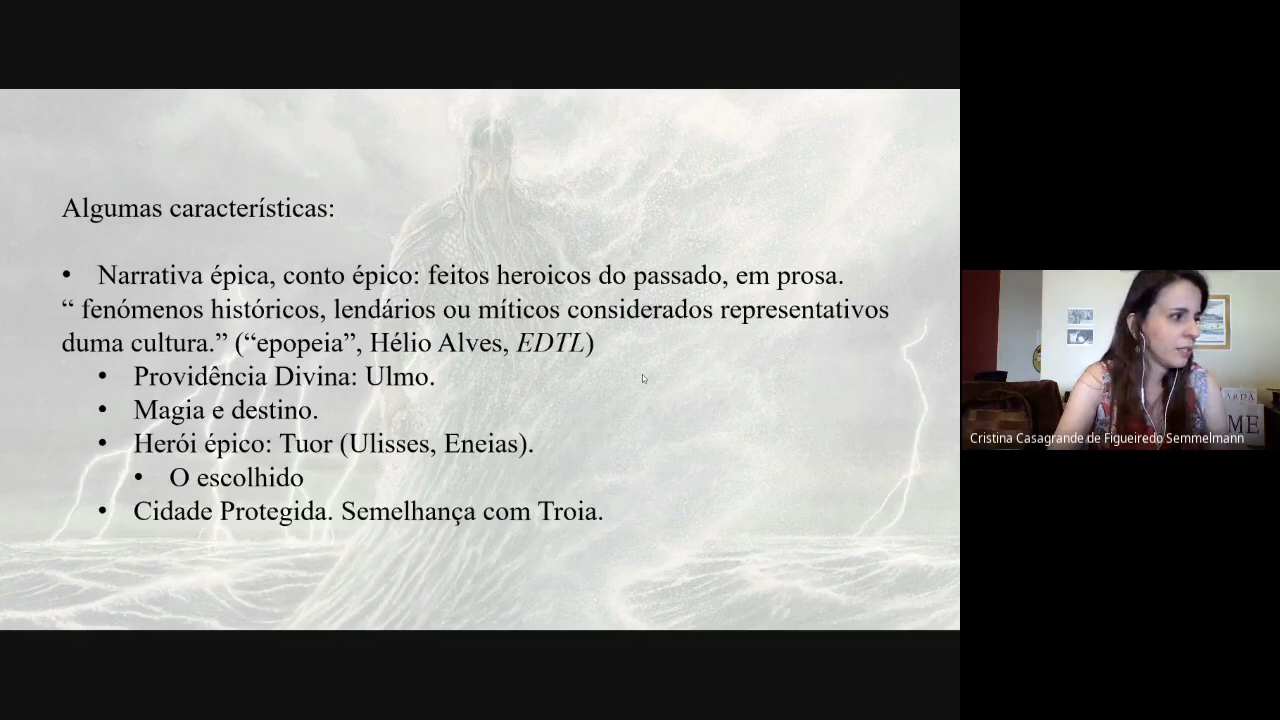 Algumas características:
• Narrativa épica, conto épico: feitos heroicos do passado, em prosa.
“ fenómenos históricos, lendários ou míticos considerados representativos
duma cultura.” (“epopeia”, Hélio Alves, EDTL)
• Providência Divina: Ulmo.
• Magia e destino.
• Herói épico: Tuor (Ulisses, Eneias).
• O escolhido
• Cidade Protegida. Semelhança com Troia.
ARDA
ME
Cristina Casagrande de Figueiredo Semmelmann